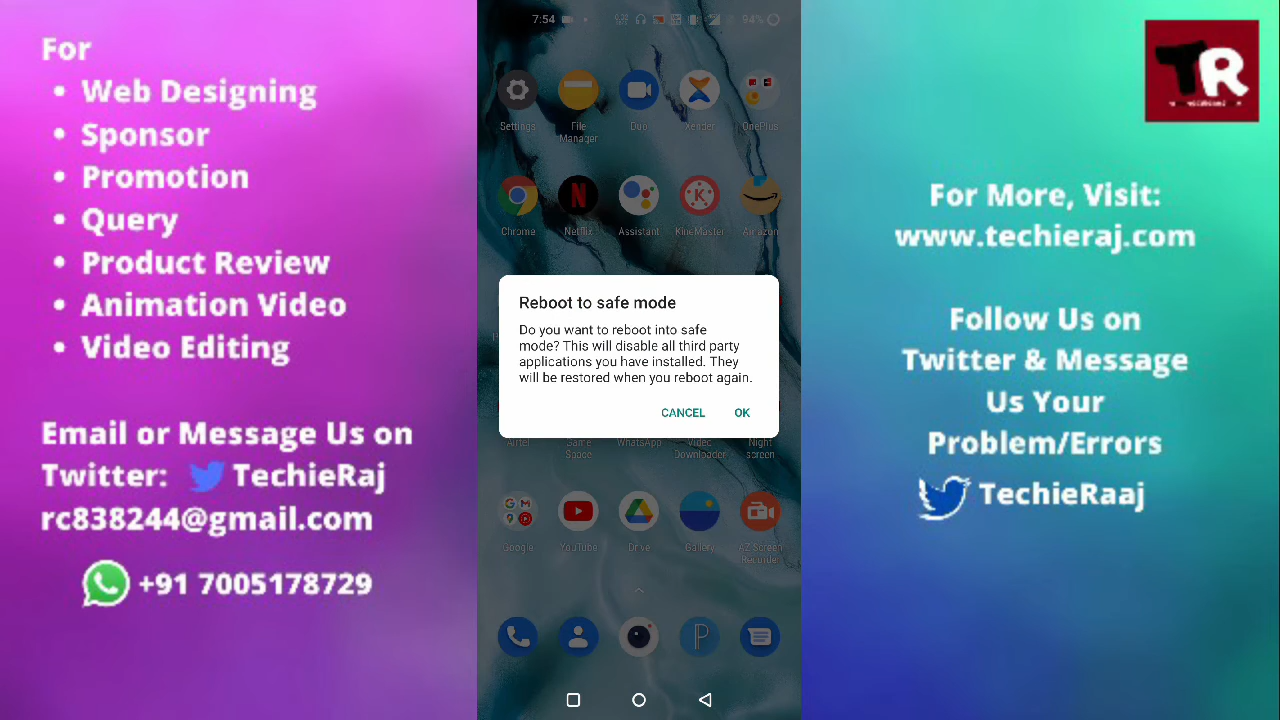 For
• Web Designing
• Sponsor
• Promotion
• Query
• Product Review
• Animation Video
• Video Editing
Email or Message Us on
Twitter: TechieRaj
rc838244@gmail.com
+91 7005178729
7:54
94%
Settings
File
Manager
Duo
Xender
OnePlus
Chrome
Netflix
Assistant
KineMaster
Amazon
Reboot to safe mode
Do you want to reboot into safe
mode? This will disable all third party
applications you have installed. They
will be restored when you reboot again.
CANCEL OK
Airtel
Game
Space
WhatsApp
Video
Downloader
Night
screen
Google
YouTube
Drive
Gallery
AZ Screen
Recorder
TR
For More, Visit:
www.techieraj.com
Follow Us on
Twitter & Message
Us Your
Problem/Errors
TechieRaaj